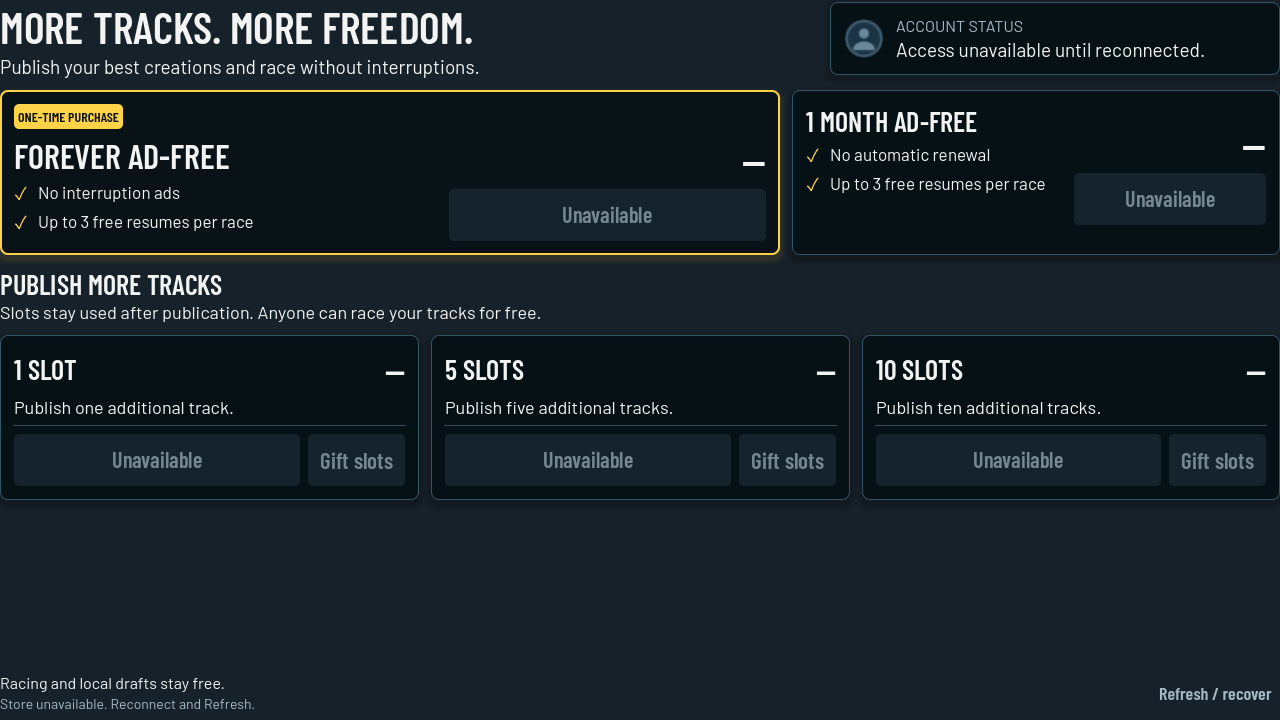 MORE TRACKS. MORE FREEDOM.
Publish your best creations and race without interruptions.
ACCOUNT STATUS
Access unavailable until reconnected.
ONE-TIME PURCHASE
FOREVER AD-FREE
—
✓ No interruption ads
✓ Up to 3 free resumes per race
Unavailable
1 MONTH AD-FREE
—
✓ No automatic renewal
✓ Up to 3 free resumes per race
Unavailable
PUBLISH MORE TRACKS
Slots stay used after publication. Anyone can race your tracks for free.
1 SLOT
—
Publish one additional track.
Unavailable
Gift slots
5 SLOTS
—
Publish five additional tracks.
Unavailable
Gift slots
10 SLOTS
—
Publish ten additional tracks.
Unavailable
Gift slots
Racing and local drafts stay free.
Store unavailable. Reconnect and Refresh.
Refresh / recover